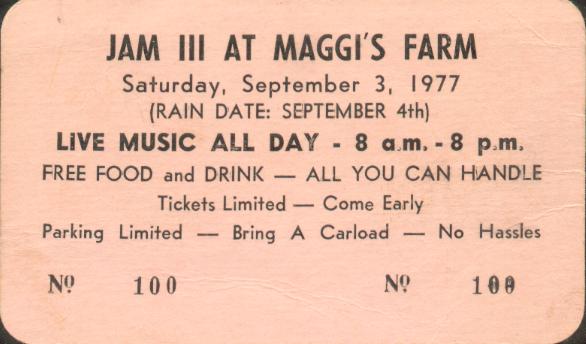 JAM III AT MAGGI'S FARM
Saturday, September 3, 1977
(RAIN DATE: SEPTEMBER 4th)
LiVE MUSIC ALL DAY - 8 a.m. - 8 p.m.
FREE FOOD and DRINK — ALL YOU CAN HANDLE
Tickets Limited — Come Early
Parking Limited — Bring A Carload — No Hassles
Nº 100 Nº 100